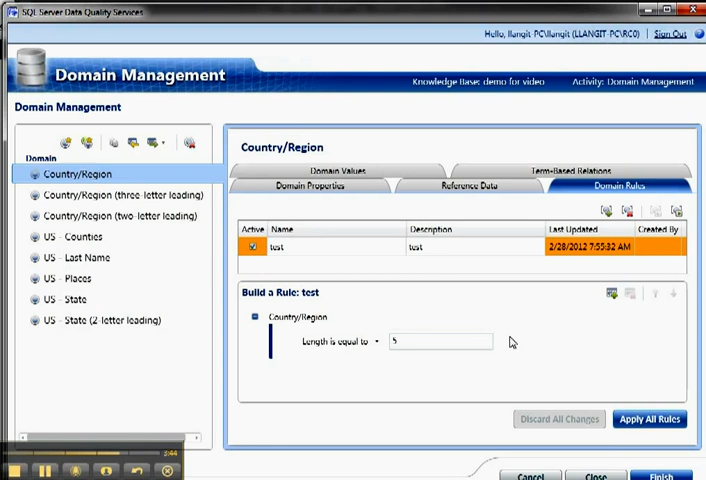 SQL Server Data Quality Services
Hello, llangit-PC\llangit (LLANGIT-PC\RC0) Sign Out
Domain Management
Knowledge Base: demo for video Activity: Domain Management
Domain Management
Domain
Country/Region
Country/Region (three-letter leading)
Country/Region (two-letter leading)
US - Counties
US - Last Name
US - Places
US - State
US - State (2-letter leading)
Country/Region
Domain Values Term-Based Relations
Domain Properties Reference Data Domain Rules
Active Name Description Last Updated Created By
test test 2/28/2012 7:55:32 AM
Build a Rule: test
Country/Region
Length is equal to 5
Discard All Changes Apply All Rules
3:44
Cancel Close Finish